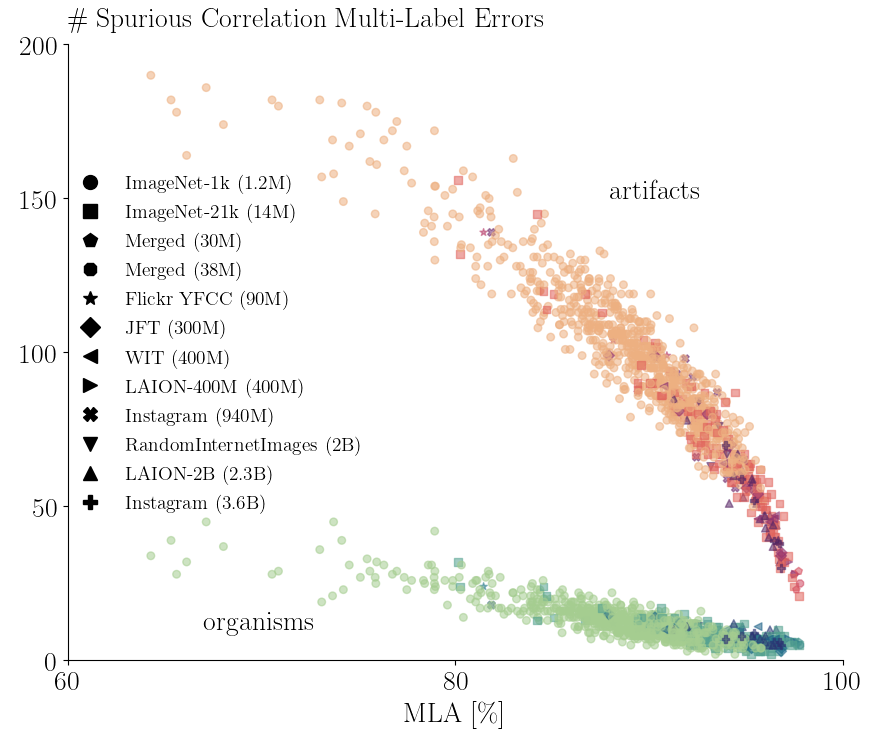 # Spurious Correlation Multi-Label Errors
200
150
100
50
0
artifacts
ImageNet-1k (1.2M)
ImageNet-21k (14M)
Merged (30M)
Merged (38M)
Flickr YFCC (90M)
JFT (300M)
WIT (400M)
LAION-400M (400M)
Instagram (940M)
RandomInternetImages (2B)
LAION-2B (2.3B)
Instagram (3.6B)
organisms
60
80
100
MLA [%]